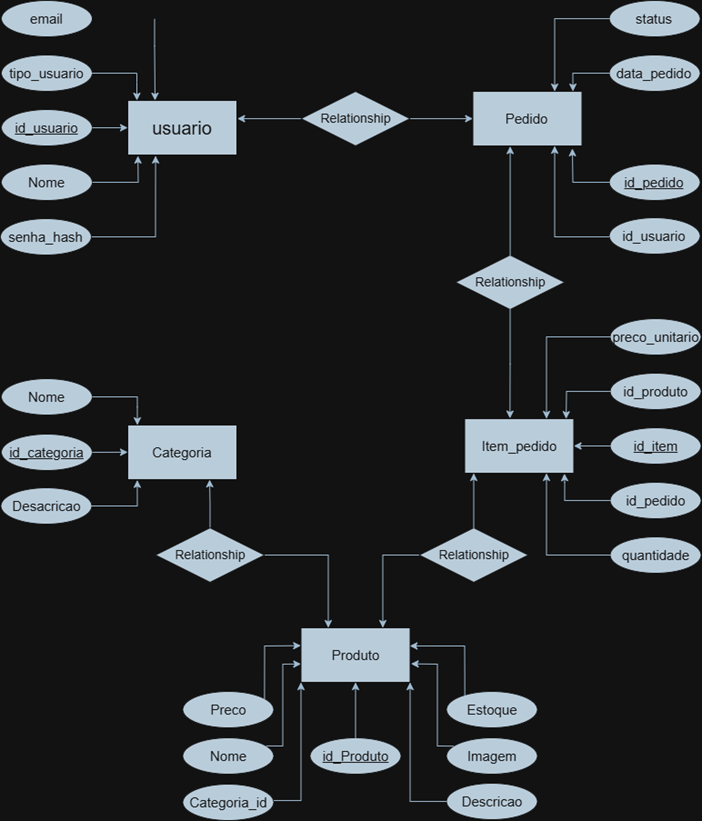 email
status
tipo_usuario
data_pedido
usuario
Relationship
Pedido
id_usuario
Nome
id_pedido
senha_hash
id_usuario
Relationship
preco_unitario
Nome
id_produto
id_categoria
Categoria
Item_pedido
id_item
Desacricao
id_pedido
Relationship
Relationship
quantidade
Produto
Preco
Estoque
Nome
id_Produto
Imagem
Categoria_id
Descricao